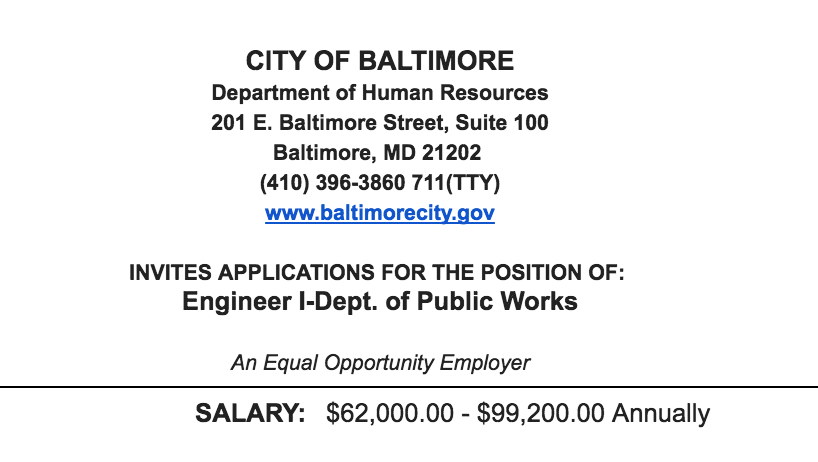 CITY OF BALTIMORE
Department of Human Resources
201 E. Baltimore Street, Suite 100
Baltimore, MD 21202
(410) 396-3860 711(TTY)
www.baltimorecity.gov
INVITES APPLICATIONS FOR THE POSITION OF:
Engineer I-Dept. of Public Works
An Equal Opportunity Employer
SALARY: $62,000.00 - $99,200.00 Annually